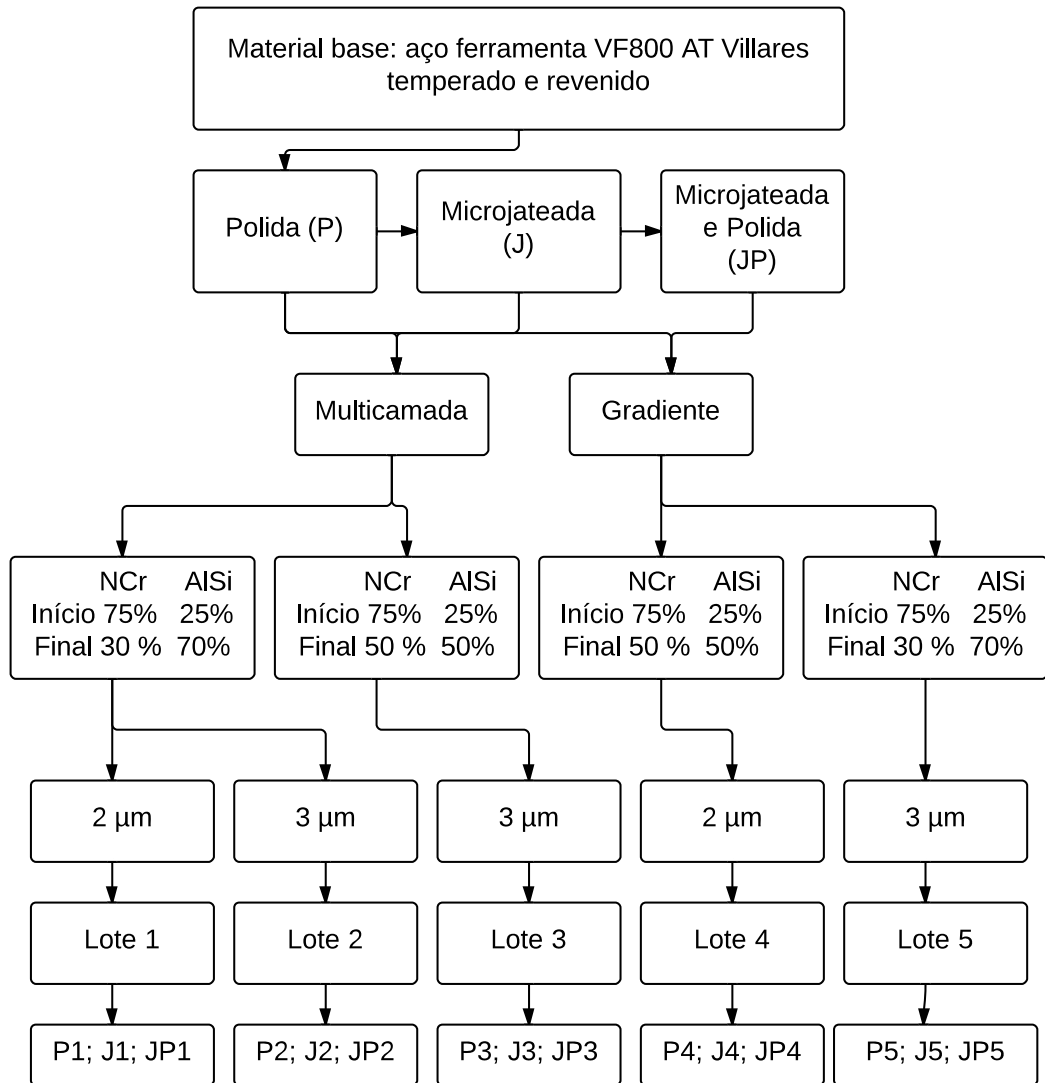 Material base: aço ferramenta VF800 AT Villares
temperado e revenido
Polida (P)
Microjateada
(J)
Microjateada
e Polida
(JP)
Multicamada
Gradiente
NCr AlSi
Início 75% 25%
Final 30 % 70%
NCr AlSi
Início 75% 25%
Final 50 % 50%
NCr AlSi
Início 75% 25%
Final 50 % 50%
NCr AlSi
Início 75% 25%
Final 30 % 70%
2 µm
3 µm
3 µm
2 µm
3 µm
Lote 1
Lote 2
Lote 3
Lote 4
Lote 5
P1; J1; JP1
P2; J2; JP2
P3; J3; JP3
P4; J4; JP4
P5; J5; JP5